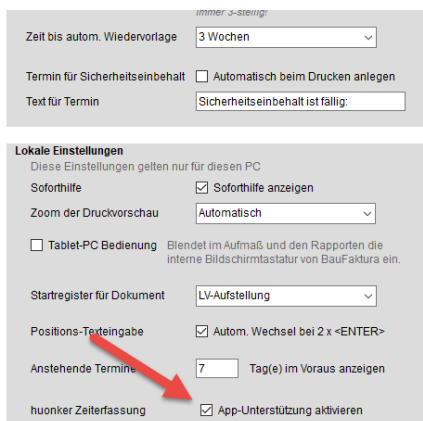 immer 3-stellig!
Zeit bis autom. Wiedervorlage 3 Wochen
Termin für Sicherheitseinbehalt Automatisch beim Drucken anlegen
Text für Termin Sicherheitseinbehalt ist fällig:
Lokale Einstellungen
Diese Einstellungen gelten nur für diesen PC
Soforthilfe Soforthilfe anzeigen
Zoom der Druckvorschau Automatisch
Tablet-PC Bedienung Blendet im Aufmaß und den Rapporten die
interne Bildschirmtastatur von BauFaktura ein.
Startregister für Dokument LV-Aufstellung
Positions-Texteingabe Autom. Wechsel bei 2 x <ENTER>
Anstehende Termine 7 Tag(e) im Voraus anzeigen
huonker Zeiterfassung App-Unterstützung aktivieren